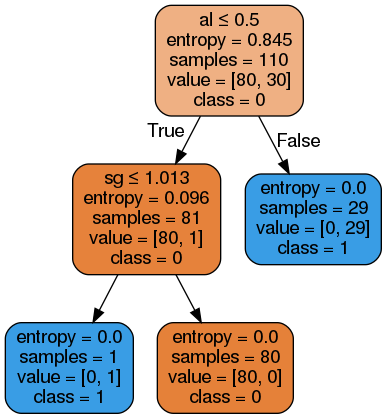 al ≤ 0.5
entropy = 0.845
samples = 110
value = [80, 30]
class = 0
True
False
sg ≤ 1.013
entropy = 0.096
samples = 81
value = [80, 1]
class = 0
entropy = 0.0
samples = 29
value = [0, 29]
class = 1
entropy = 0.0
samples = 1
value = [0, 1]
class = 1
entropy = 0.0
samples = 80
value = [80, 0]
class = 0